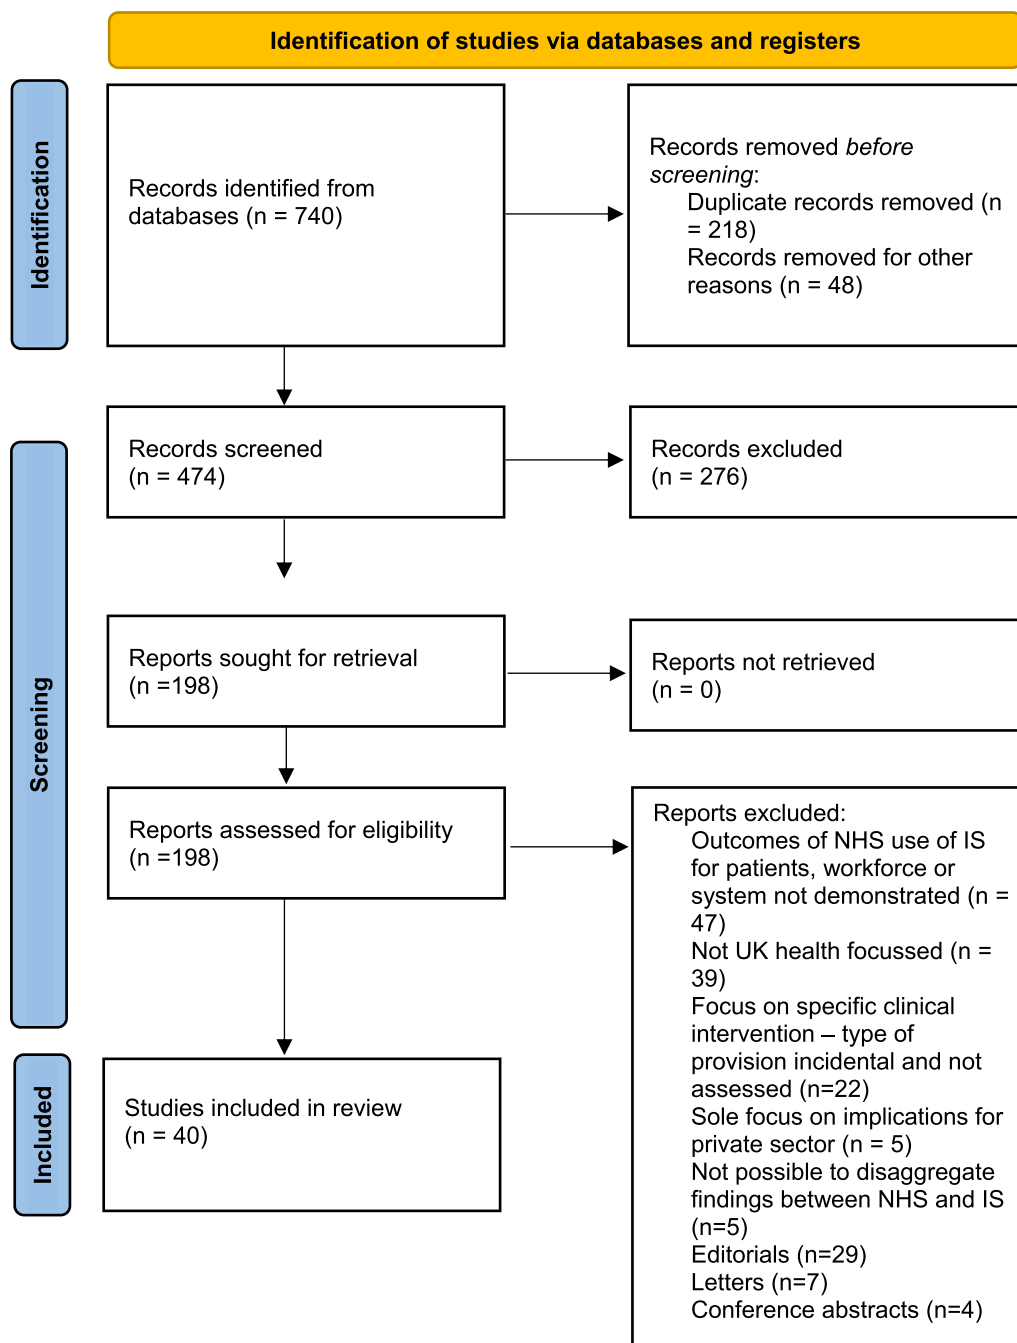 Identification of studies via databases and registers
Identification
Records identified from
databases (n = 740)
Records removed before
screening:
Duplicate records removed (n
= 218)
Records removed for other
reasons (n = 48)
Screening
Records screened
(n = 474)
Records excluded
(n = 276)
Reports sought for retrieval
(n =198)
Reports not retrieved
(n = 0)
Reports assessed for eligibility
(n =198)
Reports excluded:
Outcomes of NHS use of IS
for patients, workforce or
system not demonstrated (n =
47)
Not UK health focussed (n =
39)
Focus on specific clinical
intervention – type of
provision incidental and not
assessed (n=22)
Sole focus on implications for
private sector (n = 5)
Not possible to disaggregate
findings between NHS and IS
(n=5)
Editorials (n=29)
Letters (n=7)
Conference abstracts (n=4)
Included
Studies included in review
(n = 40)